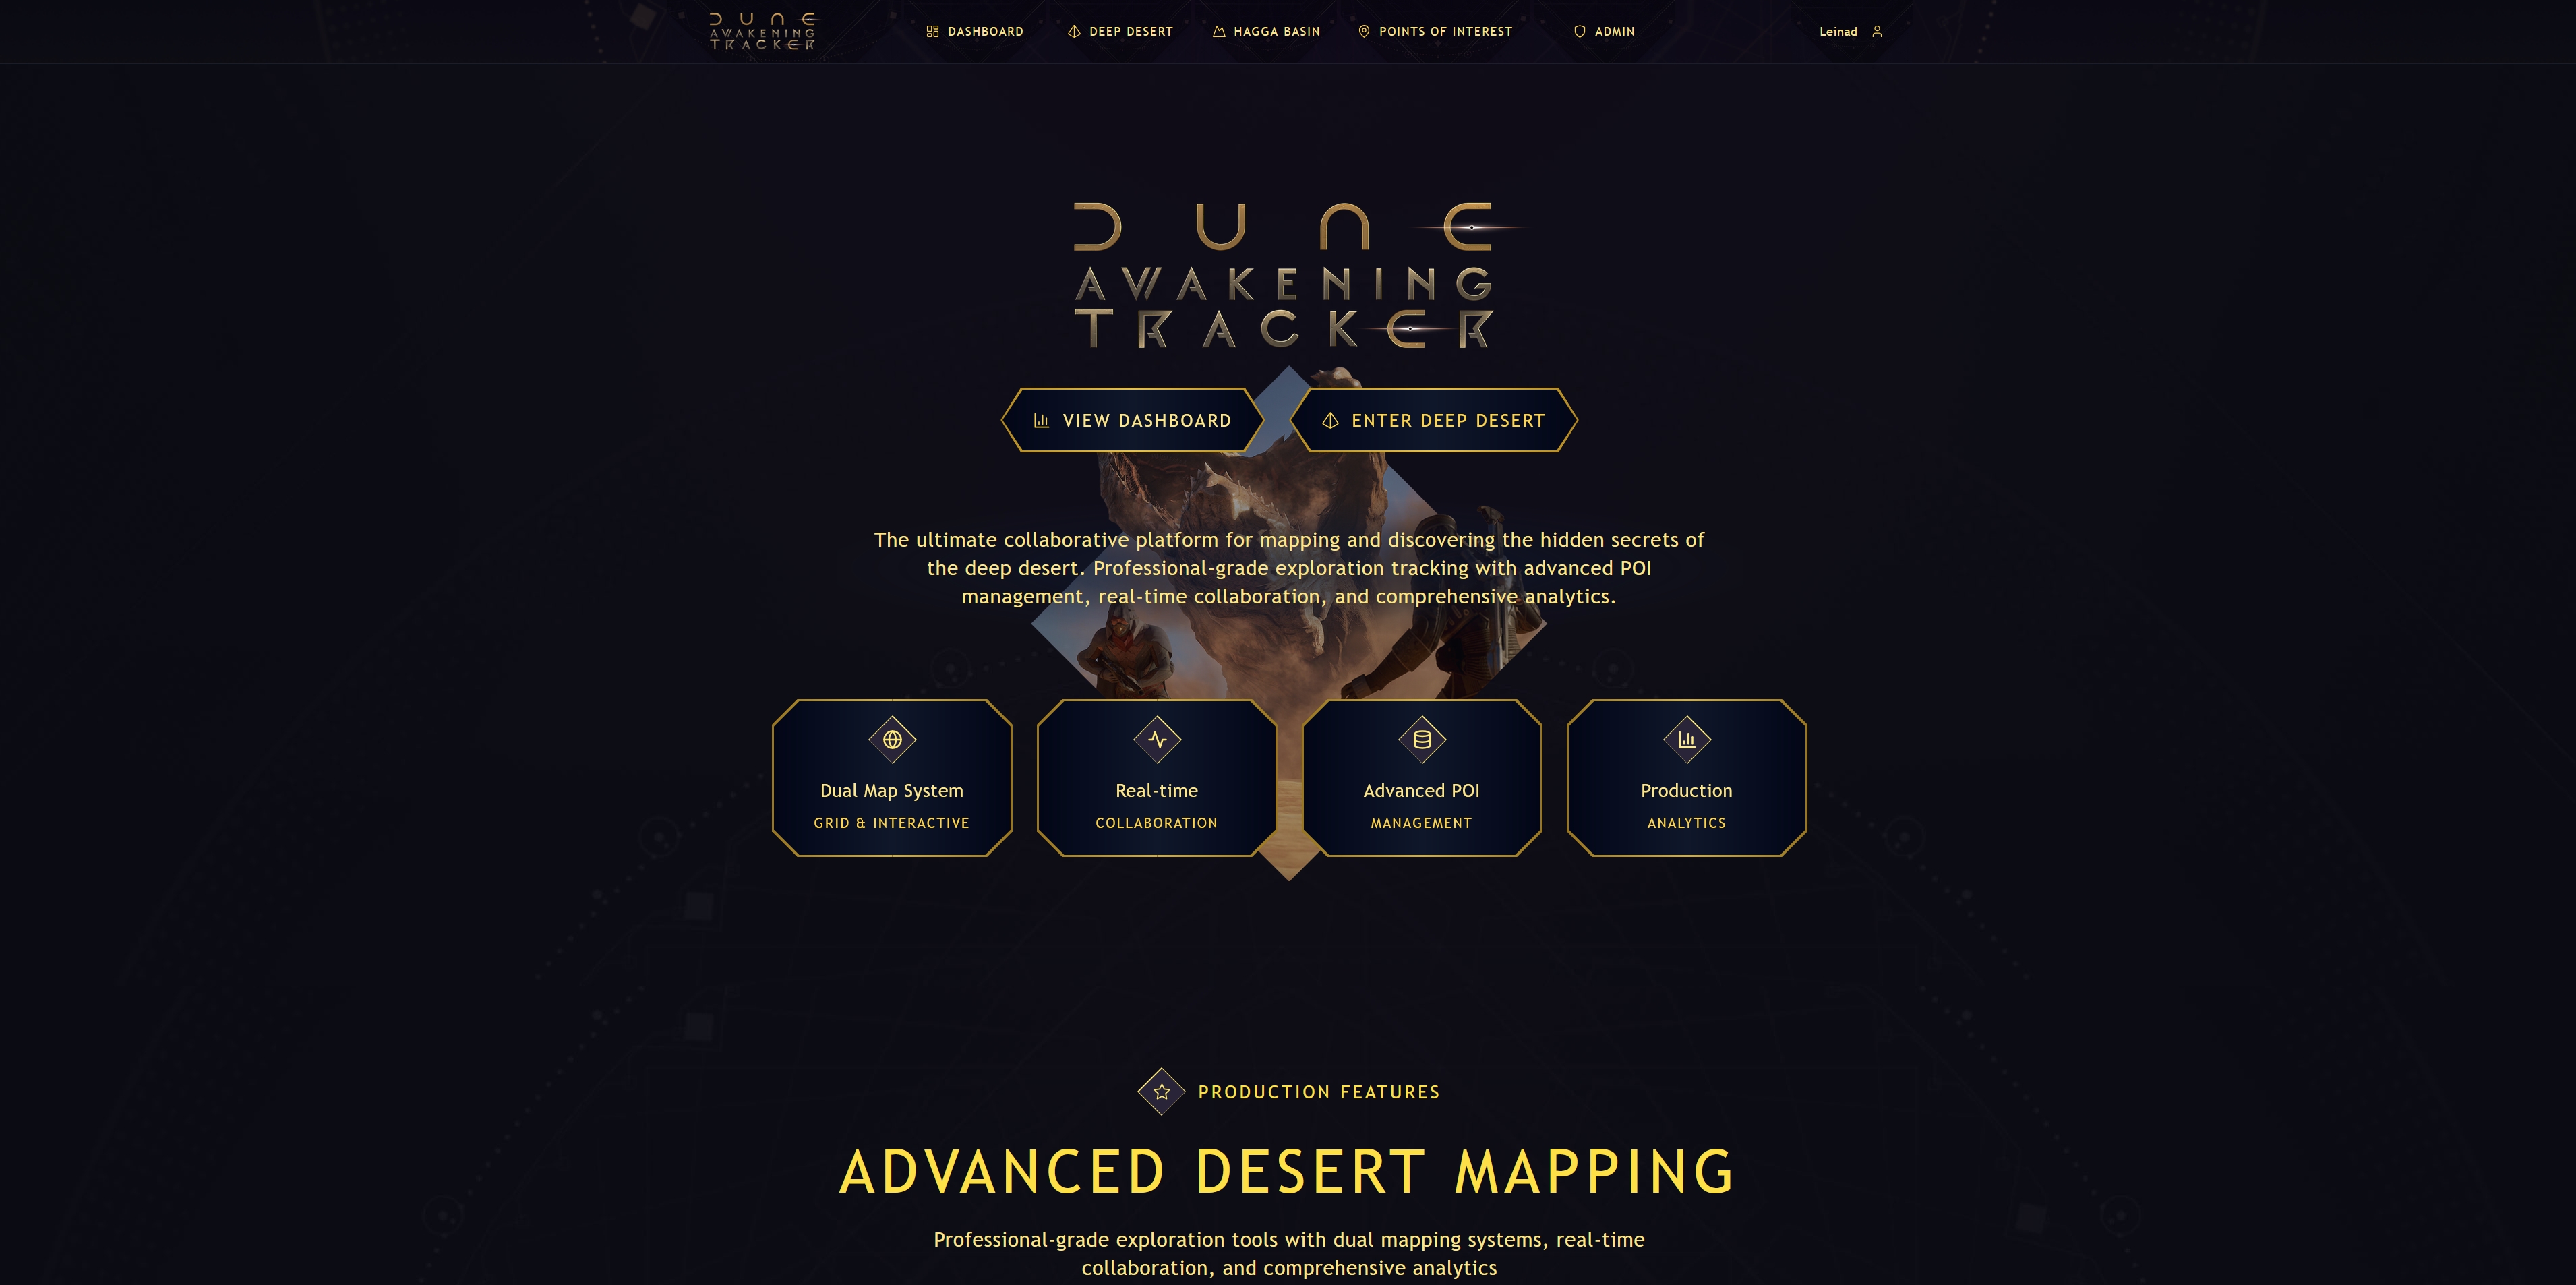 DUNE
AWAKENING
TRACKER
DASHBOARD
DEEP DESERT
HAGGA BASIN
POINTS OF INTEREST
ADMIN
Leinad
DUNE
AWAKENING
TRACKER
VIEW DASHBOARD
ENTER DEEP DESERT
The ultimate collaborative platform for mapping and discovering the hidden secrets of
the deep desert. Professional-grade exploration tracking with advanced POI
management, real-time collaboration, and comprehensive analytics.
Dual Map System
GRID & INTERACTIVE
Real-time
COLLABORATION
Advanced POI
MANAGEMENT
Production
ANALYTICS
PRODUCTION FEATURES
ADVANCED DESERT MAPPING
Professional-grade exploration tools with dual mapping systems, real-time
collaboration, and comprehensive analytics